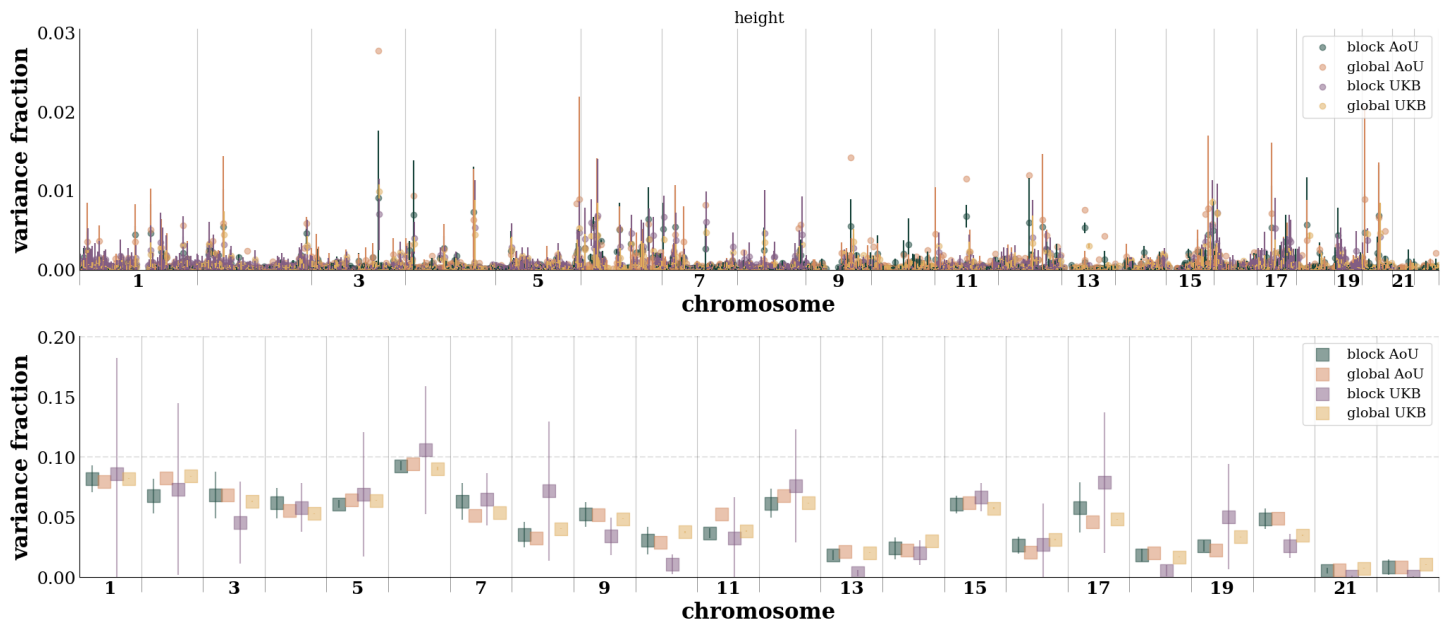 height
0.03
0.02
0.01
0.00
variance fraction
block AoU
global AoU
block UKB
global UKB
1 3 5 7 9 11 13 15 17 19 21
chromosome
0.20
0.15
0.10
0.05
0.00
variance fraction
block AoU
global AoU
block UKB
global UKB
1 3 5 7 9 11 13 15 17 19 21
chromosome